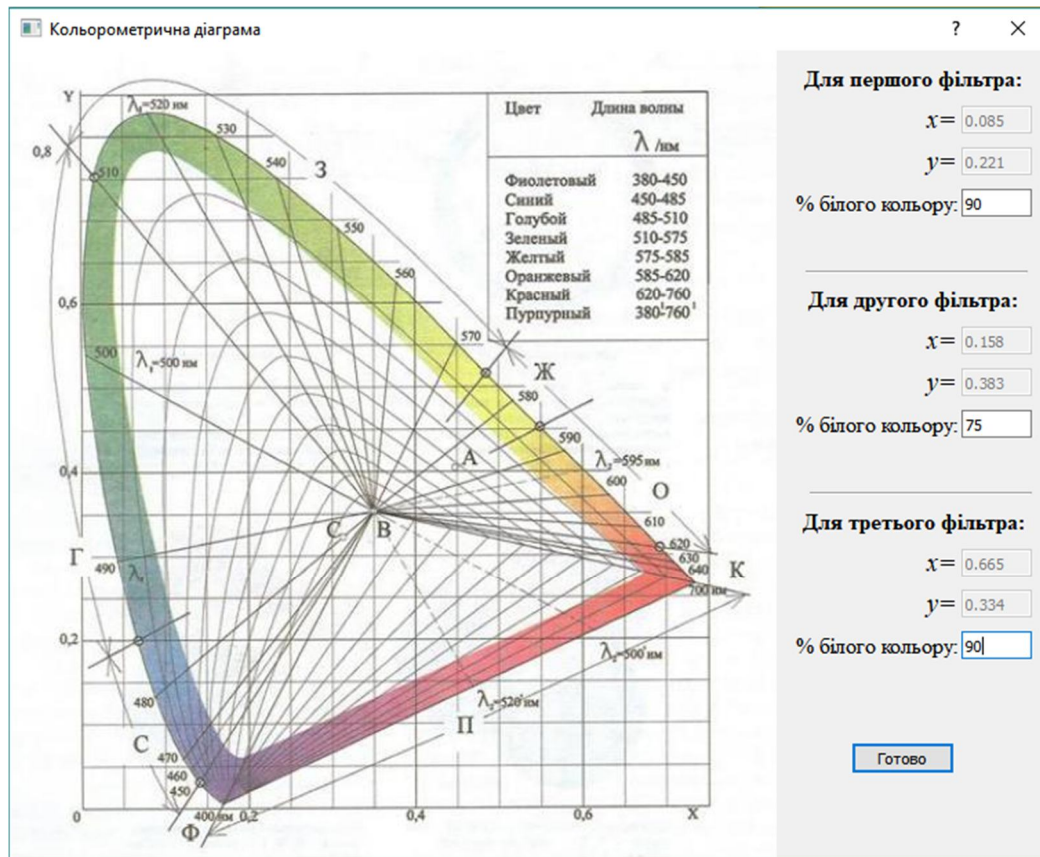 Кольорометрична діаграма
?
Y
λ₁=520 нм
Цвет Длина волны
λ /нм
530
0,8
З
510
540
Фиолетовый 380-450
Синий 450-485
Голубой 485-510
Зеленый 510-575
Желтый 575-585
Оранжевый 585-620
Красный 620-760
Пурпурный 380'-760'
550
560
0,6
570
500
λ₁=500 нм
Ж
580
590
А
0,4
λ₂=595 нм
600
О
610
С
В
620
Г
630
490
640
К
λ₁
700 нм
0,2
λ₂=500' нм
480
λ₂=520' нм
П
С
470
460
450
0
400 нм
0,2
0,4
0,6
X
Ф
Для першого фільтра:
x= 0.085
y= 0.221
% білого кольору: 90
Для другого фільтра:
x= 0.158
y= 0.383
% білого кольору: 75
Для третього фільтра:
x= 0.665
y= 0.334
% білого кольору: 90
Готово